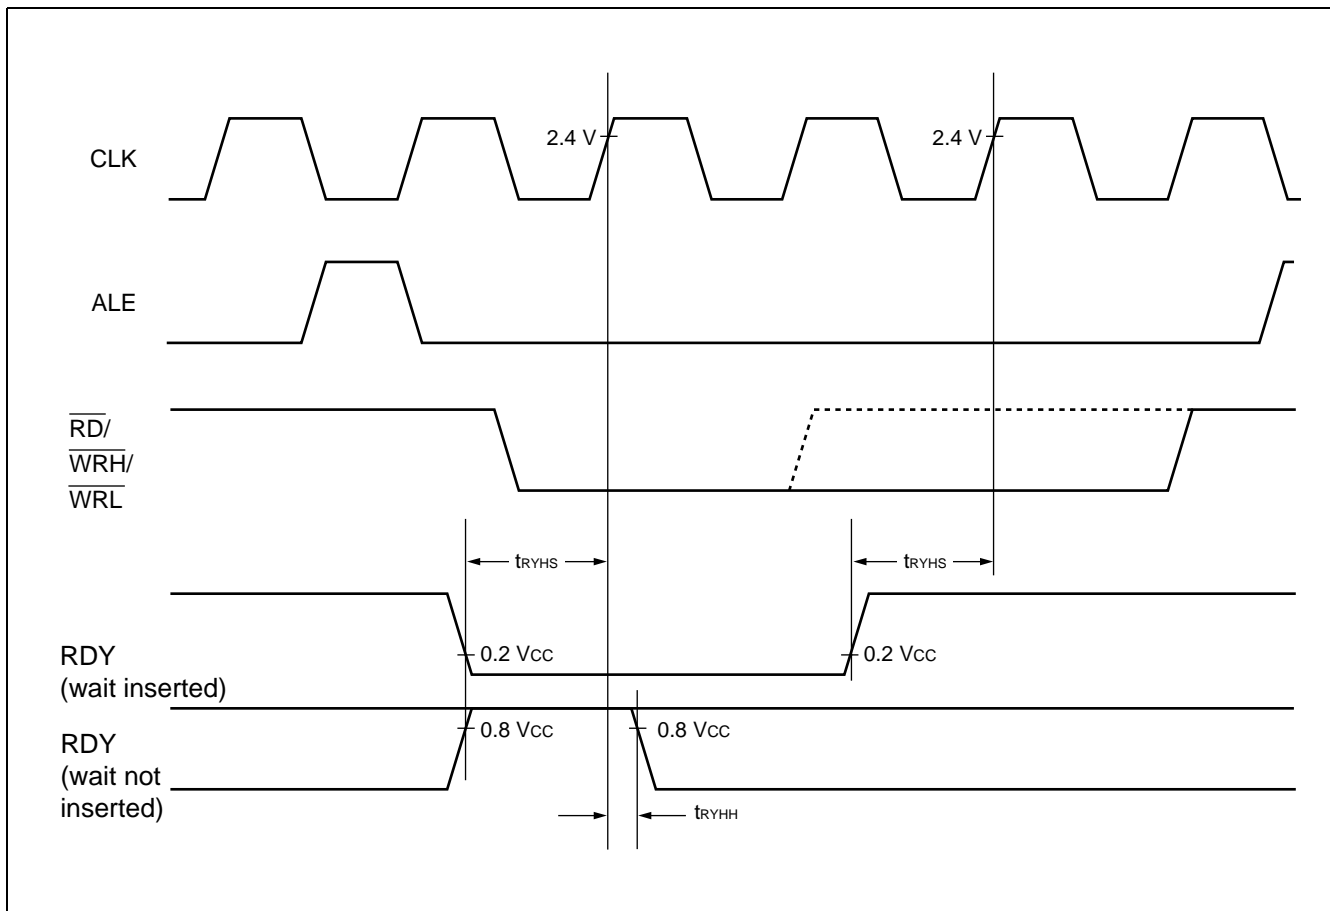 2.4 V
2.4 V
CLK
ALE
RD/
WRH/
WRL
tRYHS
tRYHS
RDY
(wait inserted)
0.2 VCC
0.2 VCC
RDY
(wait not
inserted)
0.8 VCC
0.8 VCC
tRYHH